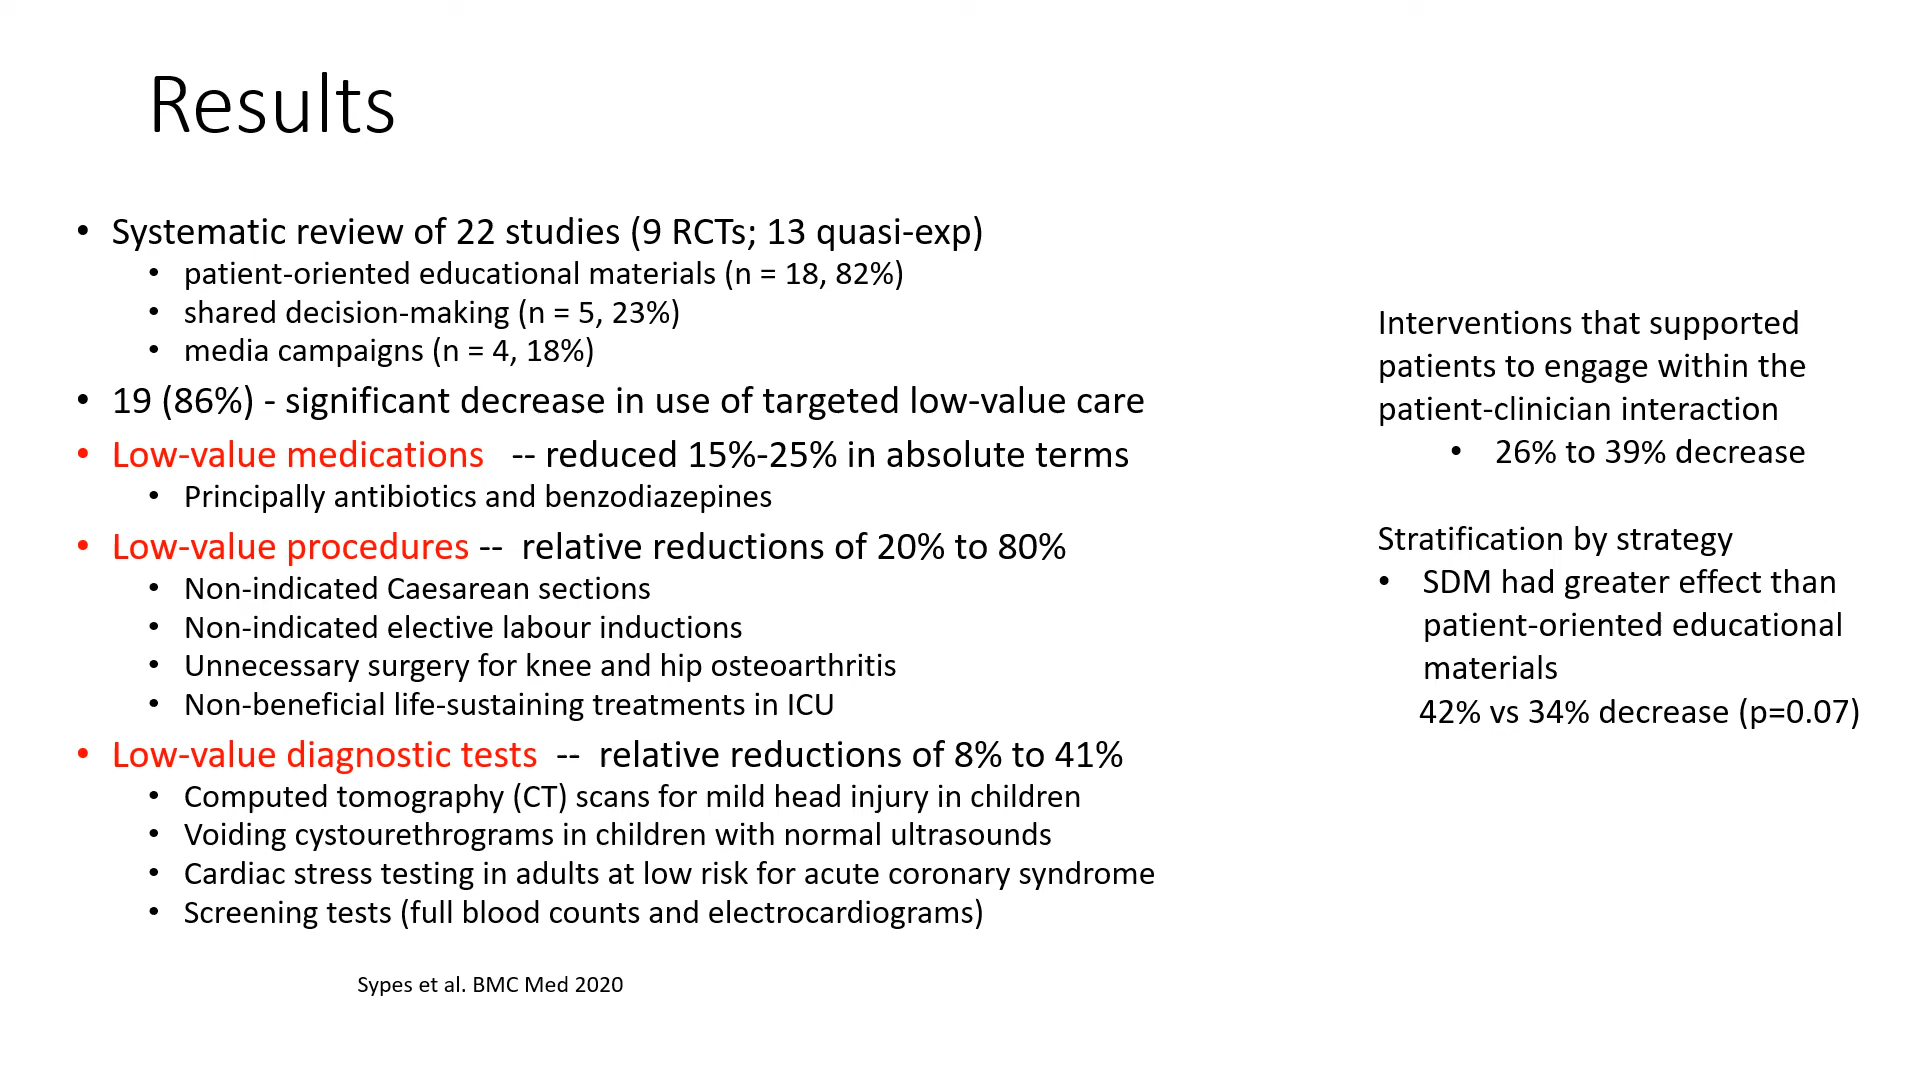 Results
• Systematic review of 22 studies (9 RCTs; 13 quasi-exp)
• patient-oriented educational materials (n = 18, 82%)
• shared decision-making (n = 5, 23%)
• media campaigns (n = 4, 18%)
• 19 (86%) - significant decrease in use of targeted low-value care
• Low-value medications -- reduced 15%-25% in absolute terms
• Principally antibiotics and benzodiazepines
• Low-value procedures -- relative reductions of 20% to 80%
• Non-indicated Caesarean sections
• Non-indicated elective labour inductions
• Unnecessary surgery for knee and hip osteoarthritis
• Non-beneficial life-sustaining treatments in ICU
• Low-value diagnostic tests -- relative reductions of 8% to 41%
• Computed tomography (CT) scans for mild head injury in children
• Voiding cystourethrograms in children with normal ultrasounds
• Cardiac stress testing in adults at low risk for acute coronary syndrome
• Screening tests (full blood counts and electrocardiograms)
Sypes et al. BMC Med 2020
Interventions that supported
patients to engage within the
patient-clinician interaction
• 26% to 39% decrease
Stratification by strategy
• SDM had greater effect than
patient-oriented educational
materials
42% vs 34% decrease (p=0.07)